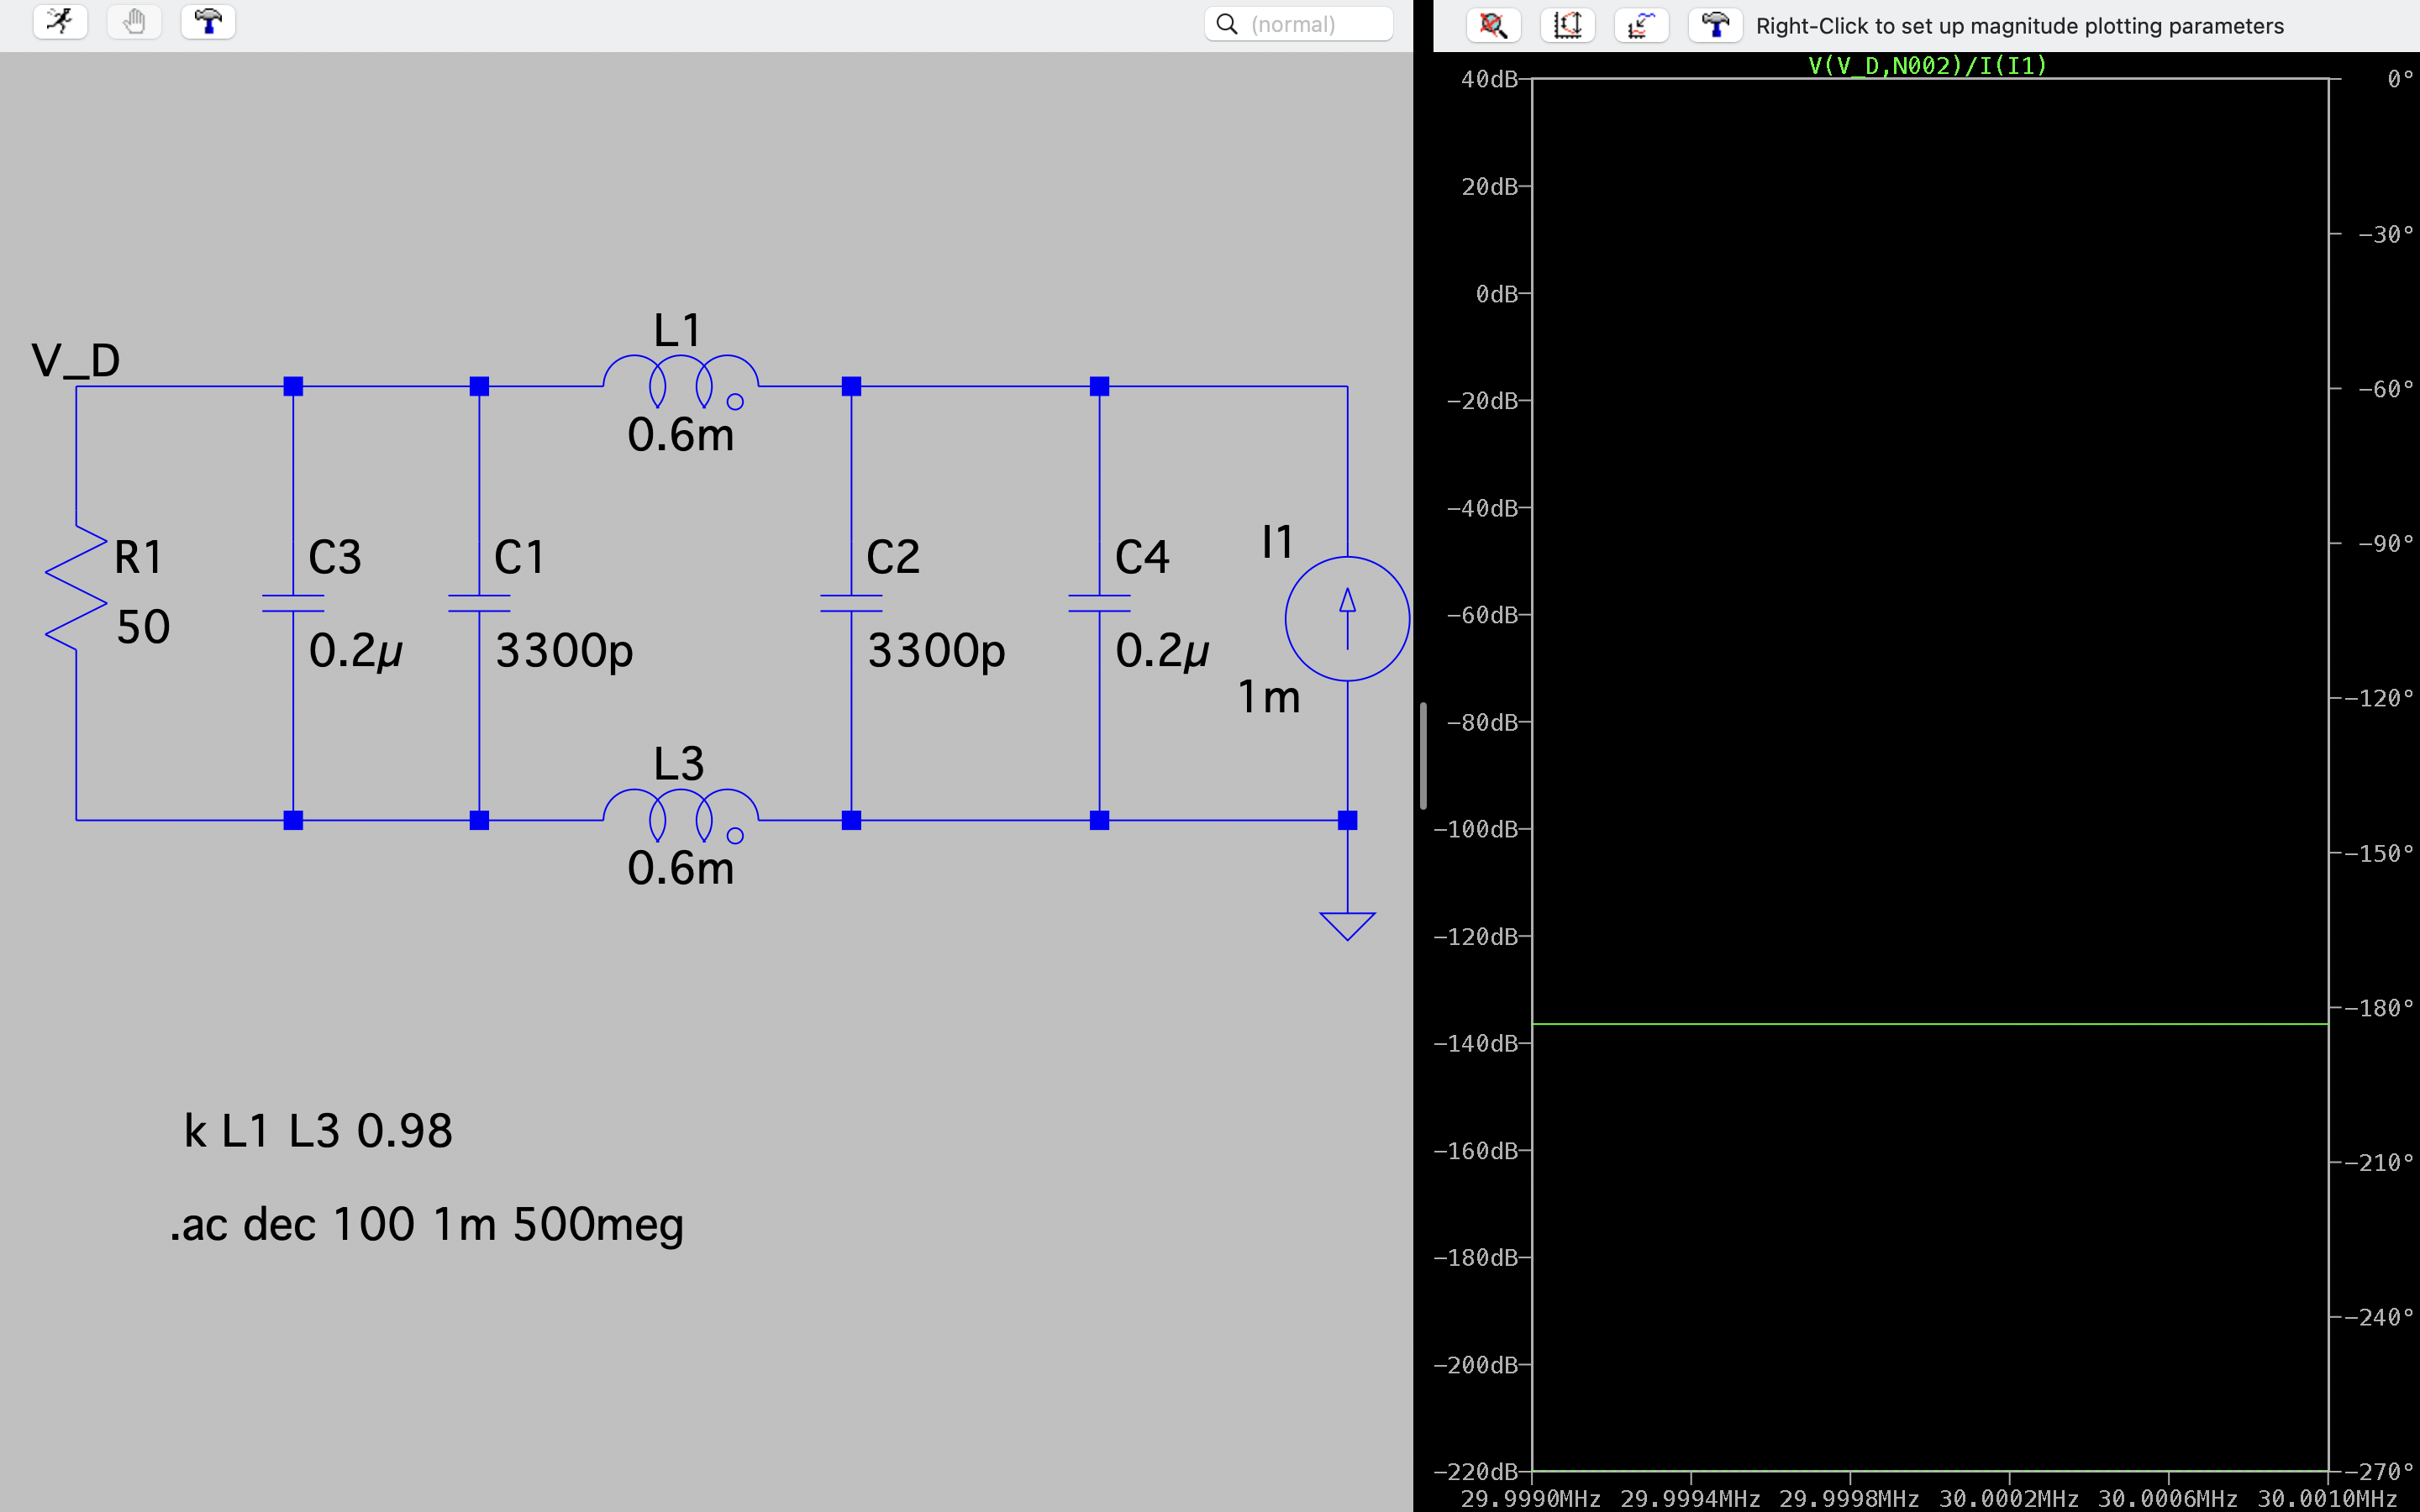 (normal)
Right-Click to set up magnitude plotting parameters
V_D
L1
0.6m
R1
50
C3
0.2µ
C1
3300p
C2
3300p
C4
0.2µ
I1
1m
L3
0.6m
k L1 L3 0.98
.ac dec 100 1m 500meg
V(V_D,N002)/I(I1)
40dB
20dB
0dB
−20dB
−40dB
−60dB
−80dB
−100dB
−120dB
−140dB
−160dB
−180dB
−200dB
−220dB
0°
−30°
−60°
−90°
−120°
−150°
−180°
−210°
−240°
−270°
29.9990MHz 29.9994MHz 29.9998MHz 30.0002MHz 30.0006MHz 30.0010MHz